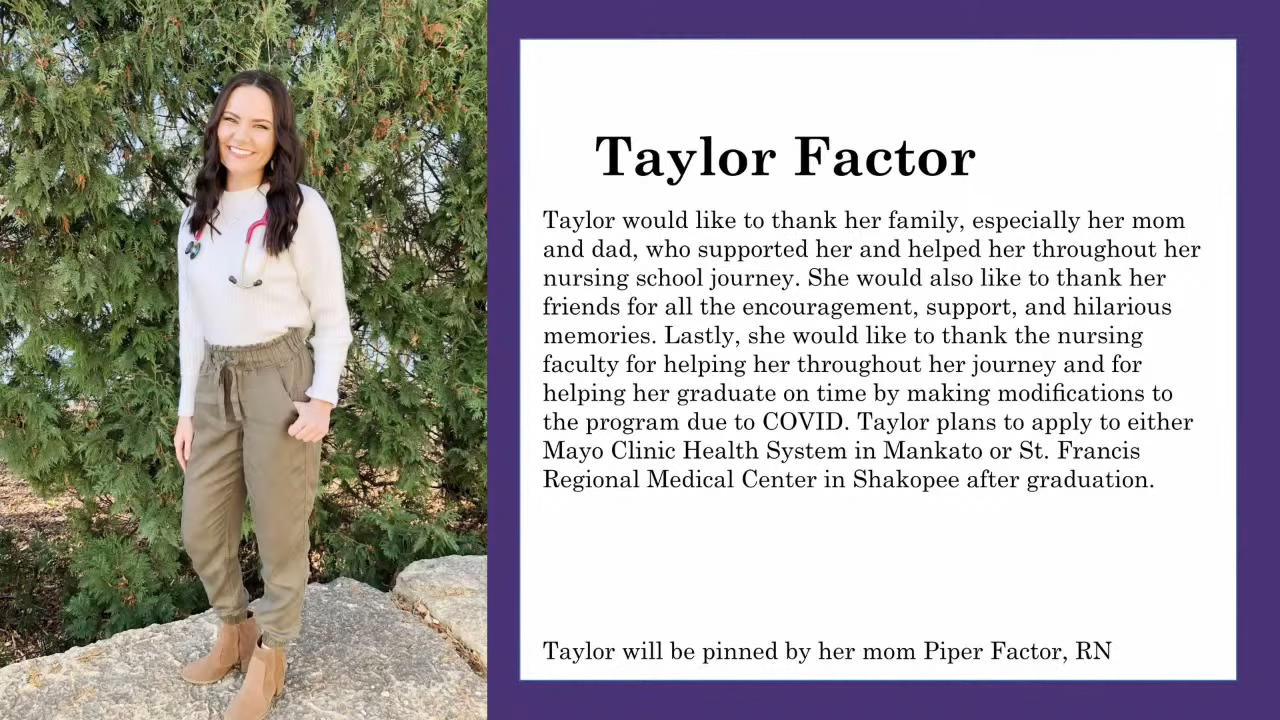 Taylor Factor
Taylor would like to thank her family, especially her mom
and dad, who supported her and helped her throughout her
nursing school journey. She would also like to thank her
friends for all the encouragement, support, and hilarious
memories. Lastly, she would like to thank the nursing
faculty for helping her throughout her journey and for
helping her graduate on time by making modifications to
the program due to COVID. Taylor plans to apply to either
Mayo Clinic Health System in Mankato or St. Francis
Regional Medical Center in Shakopee after graduation.
Taylor will be pinned by her mom Piper Factor, RN